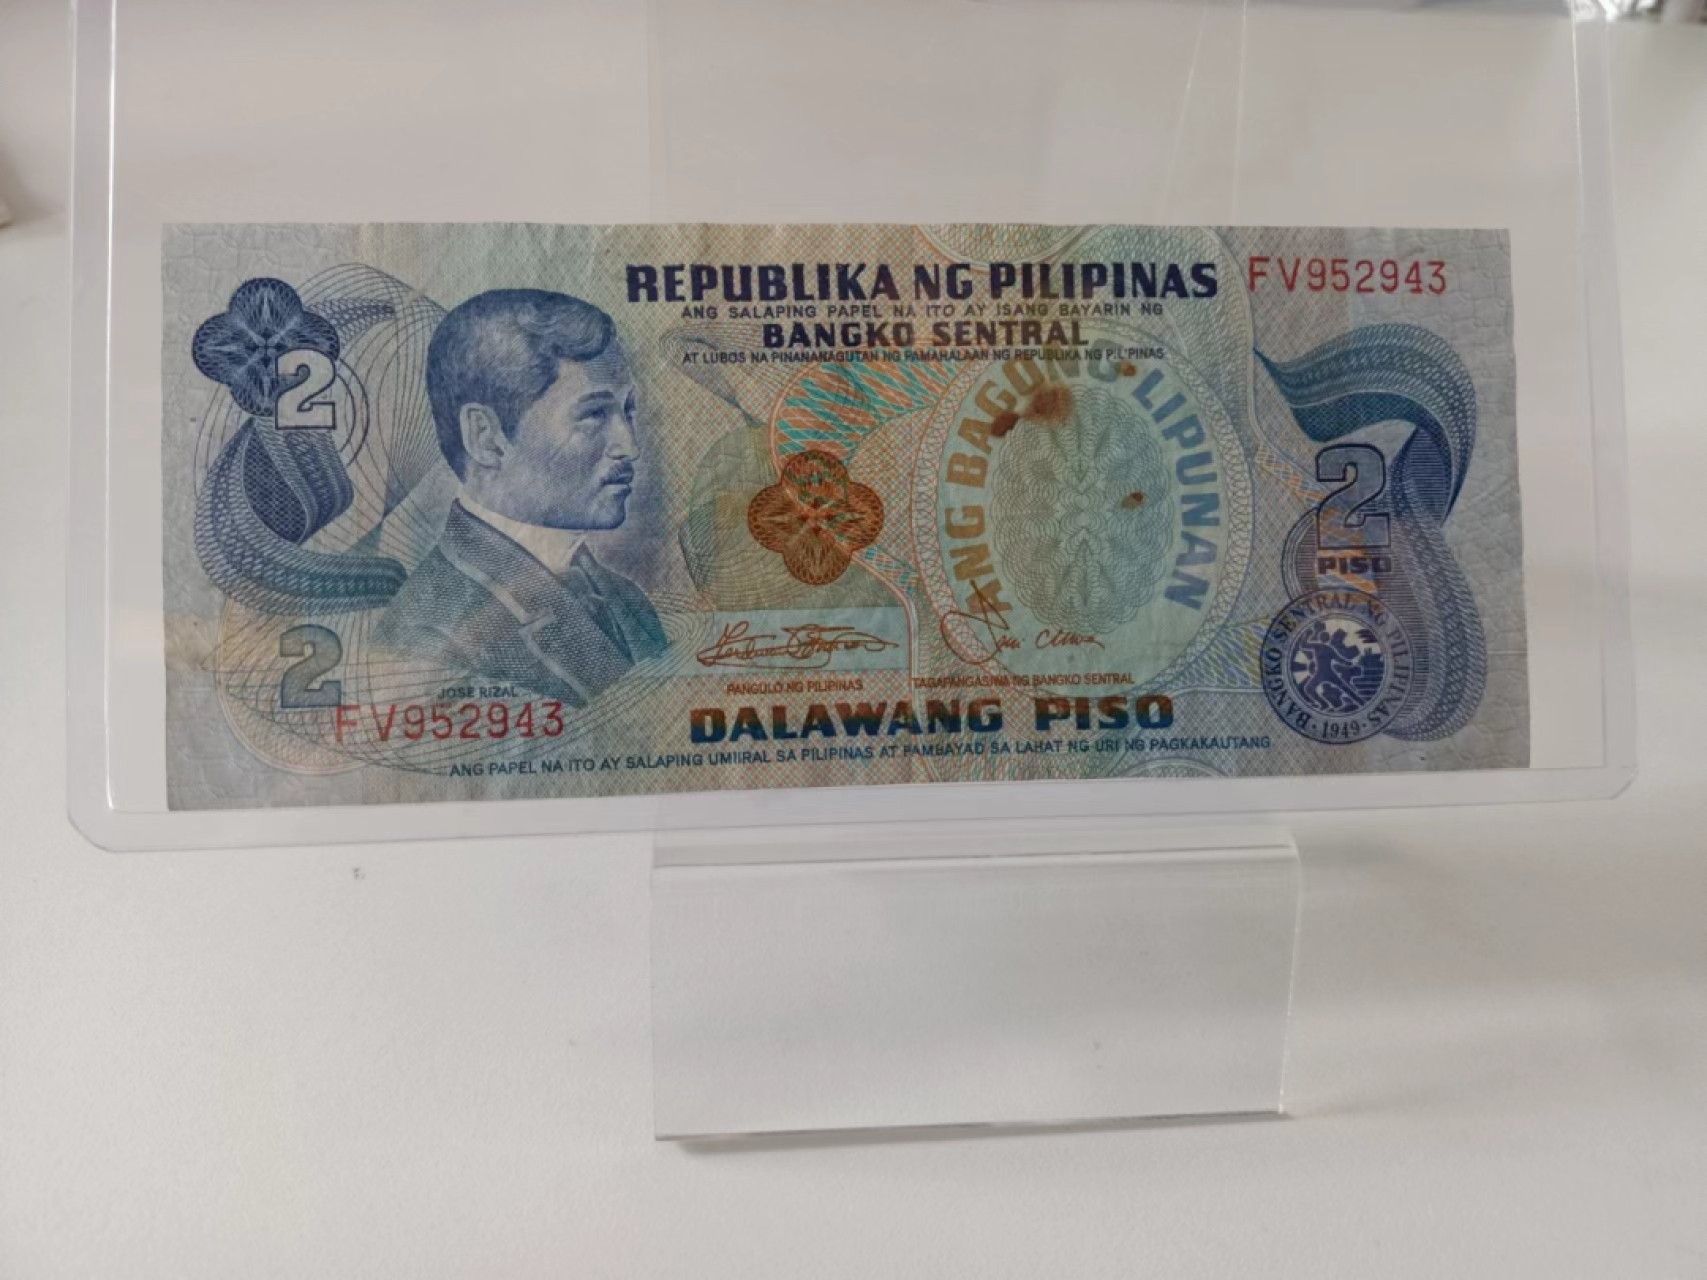 REPUBLIKA NG PILIPINAS
FV952943
ANG SALAPING PAPEL NA ITO AY ISANG BAYARIN NG
BANGKO SENTRAL
AT LUBOS NA PINANANAGUTAN NG PAMAHALAAN NG REPUBLIKA NG PILIPINAS
2
ANG BAGONG LIPUNAN
2
PISO
2
JOSE RIZAL
FV952943
PANGULO NG PILIPINAS
TAGAPANGASIWA NG BANGKO SENTRAL
DALAWANG PISO
BANGKO SENTRAL NG PILIPINAS
1949
ANG PAPEL NA ITO AY SALAPING UMIIRAL SA PILIPINAS AT PAMBAYAD SA LAHAT NG URI NG PAGKAKAUTANG